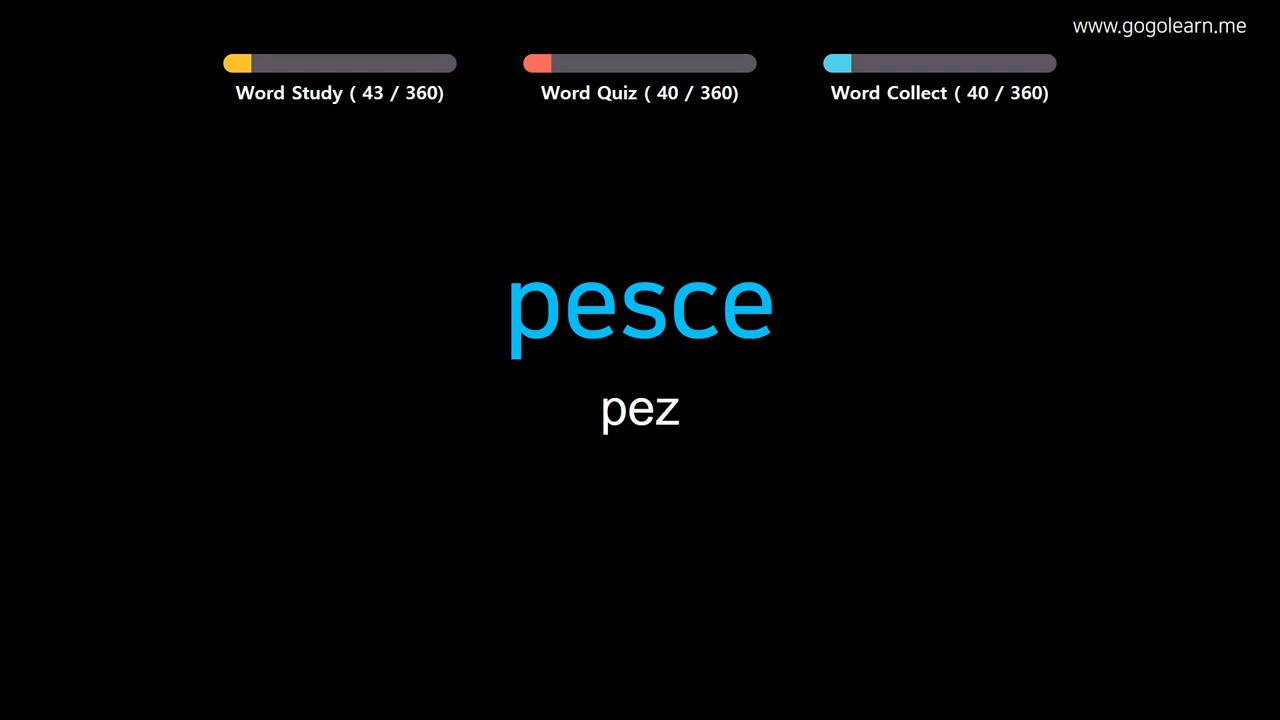 www.gogolearn.me
Word Study ( 43 / 360)
Word Quiz ( 40 / 360)
Word Collect ( 40 / 360)
pesce
pez